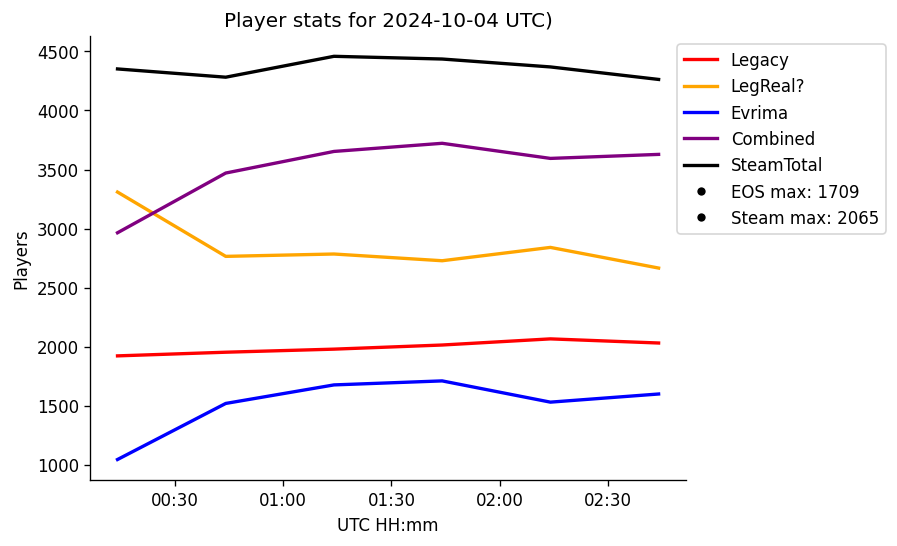 Player stats for 2024-10-04 UTC)
4500
4000
3500
3000
2500
2000
1500
1000
Players
00:30
01:00
01:30
02:00
02:30
UTC HH:mm
Legacy
LegReal?
Evrima
Combined
SteamTotal
EOS max: 1709
Steam max: 2065